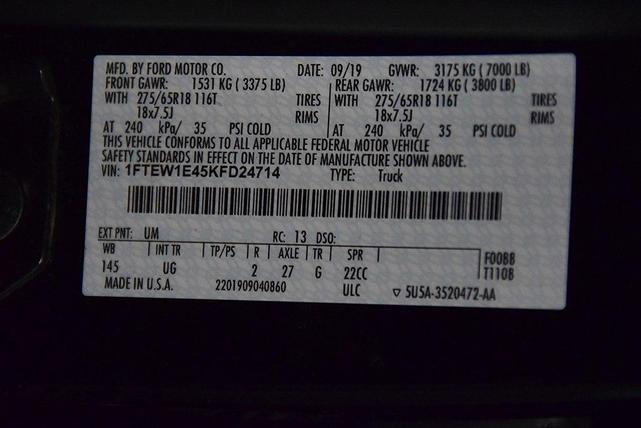 MFD. BY FORD MOTOR CO. DATE: 09/19 GVWR: 3175 KG ( 7000 LB)
FRONT GAWR: 1531 KG ( 3375 LB) REAR GAWR: 1724 KG ( 3800 LB)
WITH 275/65R18 116T TIRES WITH 275/65R18 116T TIRES
18x7.5J RIMS 18x7.5J RIMS
AT 240 kPa/ 35 PSI COLD AT 240 kPa/ 35 PSI COLD
THIS VEHICLE CONFORMS TO ALL APPLICABLE FEDERAL MOTOR VEHICLE
SAFETY STANDARDS IN EFFECT ON THE DATE OF MANUFACTURE SHOWN ABOVE.
VIN: 1FTEW1E45KFD24714 TYPE: Truck
EXT PNT: UM RC: 13 DSO:
WB INT TR TP/PS R AXLE TR SPR F0088
145 UG 2 27 G 22CC T1108
MADE IN U.S.A. 2201909040860 ULC ▽ 5U5A-3520472-AA